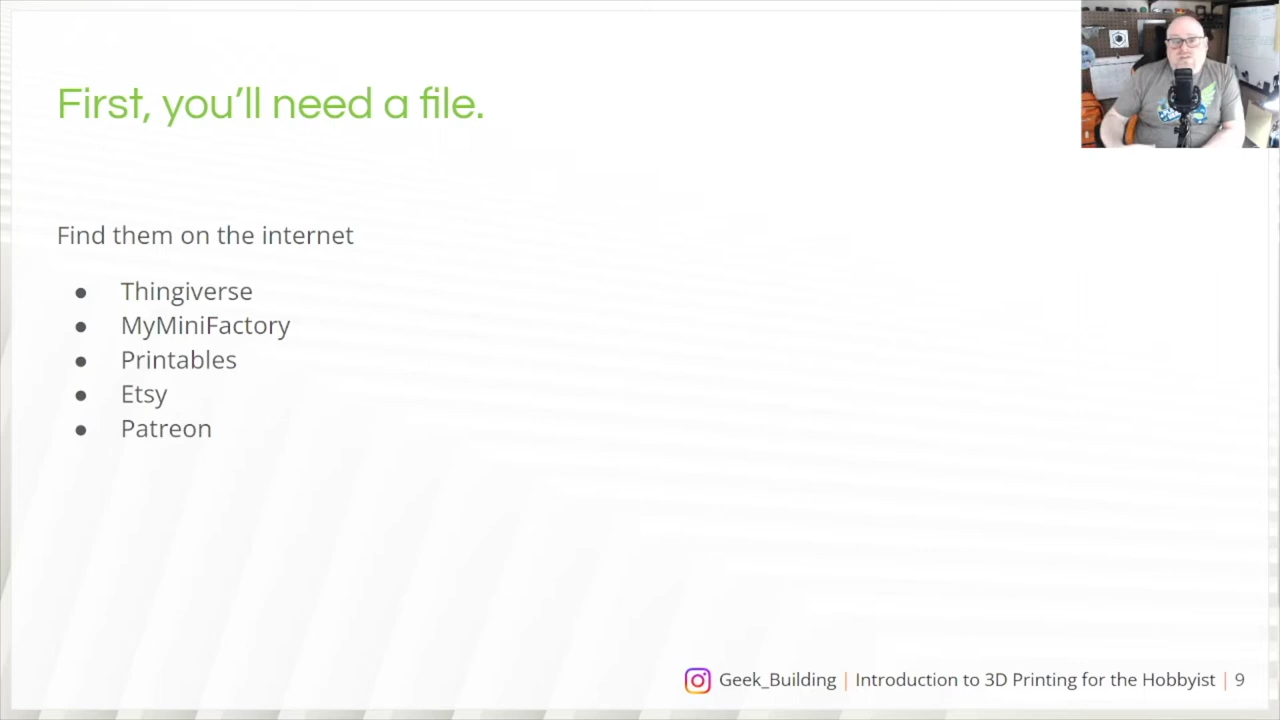 First, you'll need a file.
Find them on the internet
● Thingiverse
● MyMiniFactory
● Printables
● Etsy
● Patreon
Geek_Building | Introduction to 3D Printing for the Hobbyist | 9